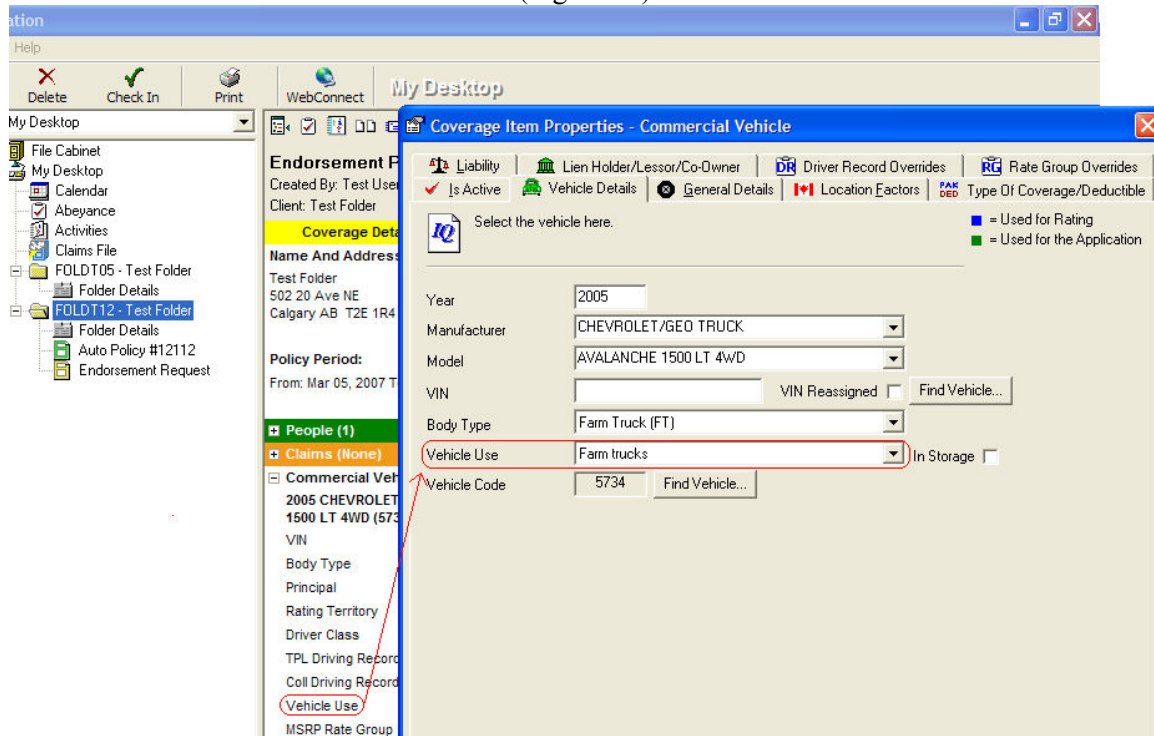 ation
Help
Delete Check In Print WebConnect My Desktop
My Desktop
File Cabinet
My Desktop
Calendar
Abeyance
Activities
Claims File
FOLDT05 - Test Folder
Folder Details
FOLDT12 - Test Folder
Folder Details
Auto Policy #12112
Endorsement Request
Endorsement P
Created By: Test User
Client: Test Folder
Coverage Deta
Name And Address
Test Folder
502 20 Ave NE
Calgary AB T2E 1R4
Policy Period:
From: Mar 05, 2007 T
People (1)
Claims (None)
Commercial Veh
2005 CHEVROLET
1500 LT 4WD (573
VIN
Body Type
Principal
Rating Territory
Driver Class
TPL Driving Record
Coll Driving Record
Vehicle Use
MSRP Rate Group
Coverage Item Properties - Commercial Vehicle
Liability Lien Holder/Lessor/Co-Owner DR Driver Record Overrides RG Rate Group Overrides
Is Active Vehicle Details General Details Location Factors PAK DED Type Of Coverage/Deductible
IQ Select the vehicle here.
= Used for Rating
= Used for the Application
Year 2005
Manufacturer CHEVROLET/GEO TRUCK
Model AVALANCHE 1500 LT 4WD
VIN VIN Reassigned Find Vehicle...
Body Type Farm Truck (FT)
Vehicle Use Farm trucks In Storage
Vehicle Code 5734 Find Vehicle...